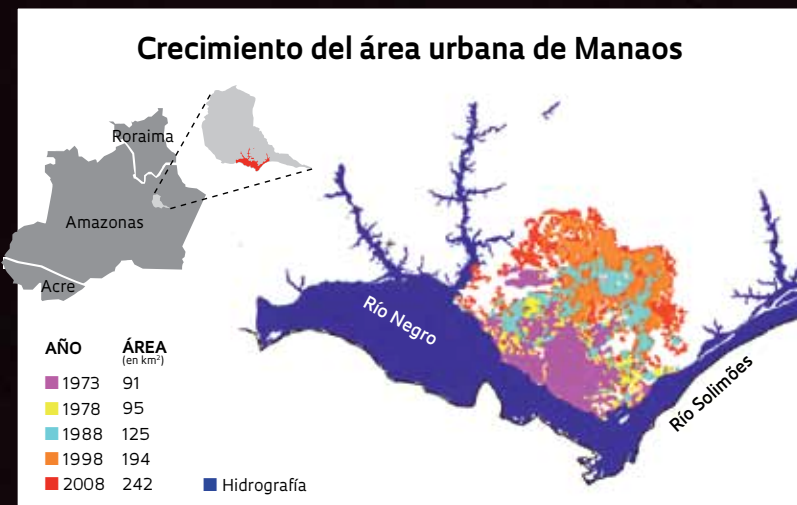 Crecimiento del área urbana de Manaos
Roraima
Amazonas
Acre
Río Negro
Río Solimões
AÑO ÁREA
(en km²)
1973 91
1978 95
1988 125
1998 194
2008 242
Hidrografía